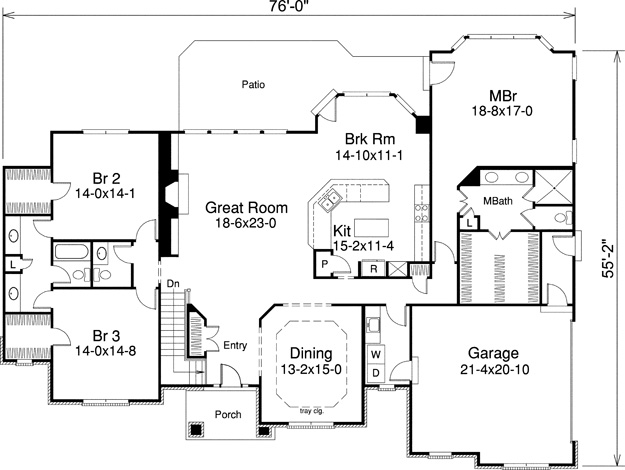 76'-0"
Patio
MBr
18-8x17-0
Brk Rm
14-10x11-1
Br 2
14-0x14-1
MBath
Great Room
18-6x23-0
L
Kit
15-2x11-4
L
P
R
55'-2"
Dn
Br 3
14-0x14-8
Entry
Dining
13-2x15-0
W
D
Garage
21-4x20-10
tray clg.
Porch